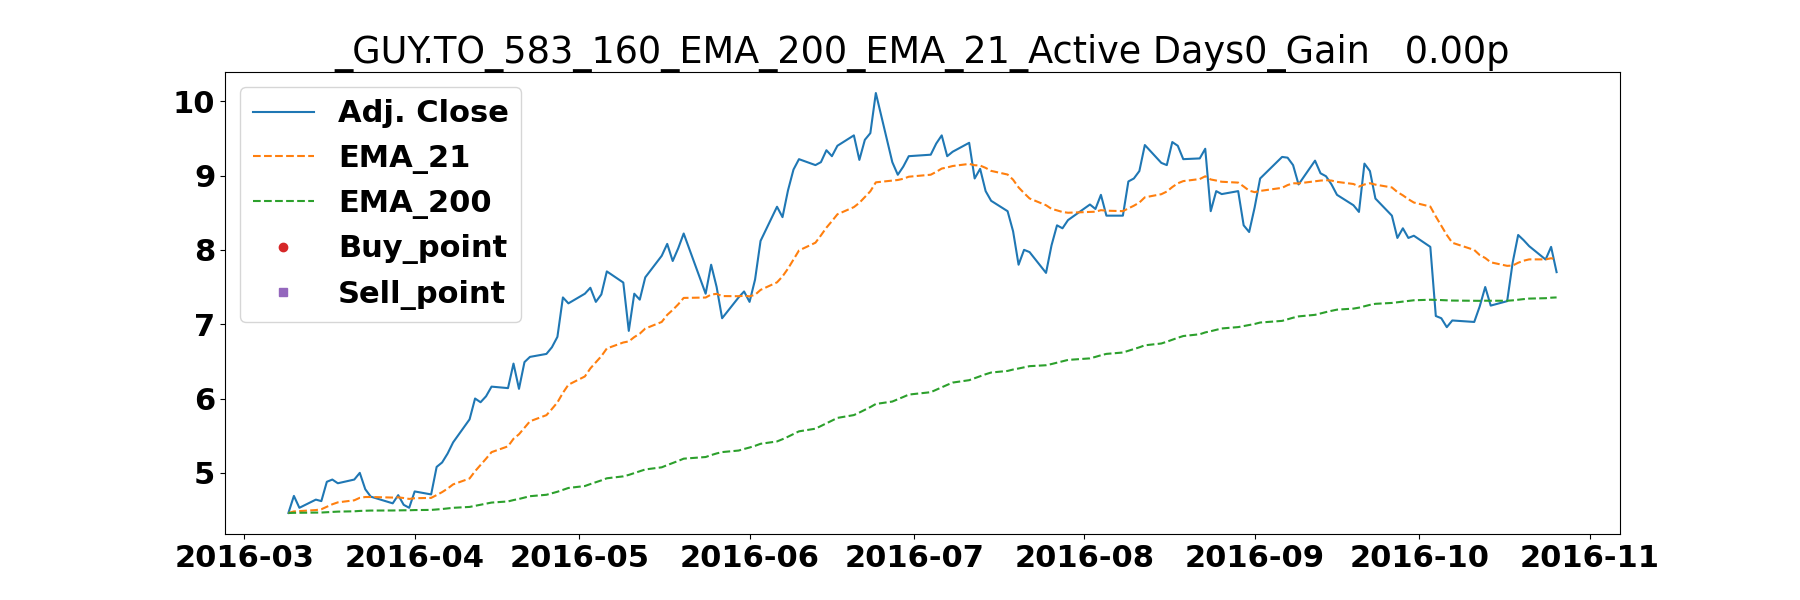 _GUY.TO_583_160_EMA_200_EMA_21_Active Days0_Gain   0.00p
10
9
8
7
6
5
Adj. Close
EMA_21
EMA_200
Buy_point
Sell_point
2016-03 2016-04 2016-05 2016-06 2016-07 2016-08 2016-09 2016-10 2016-11